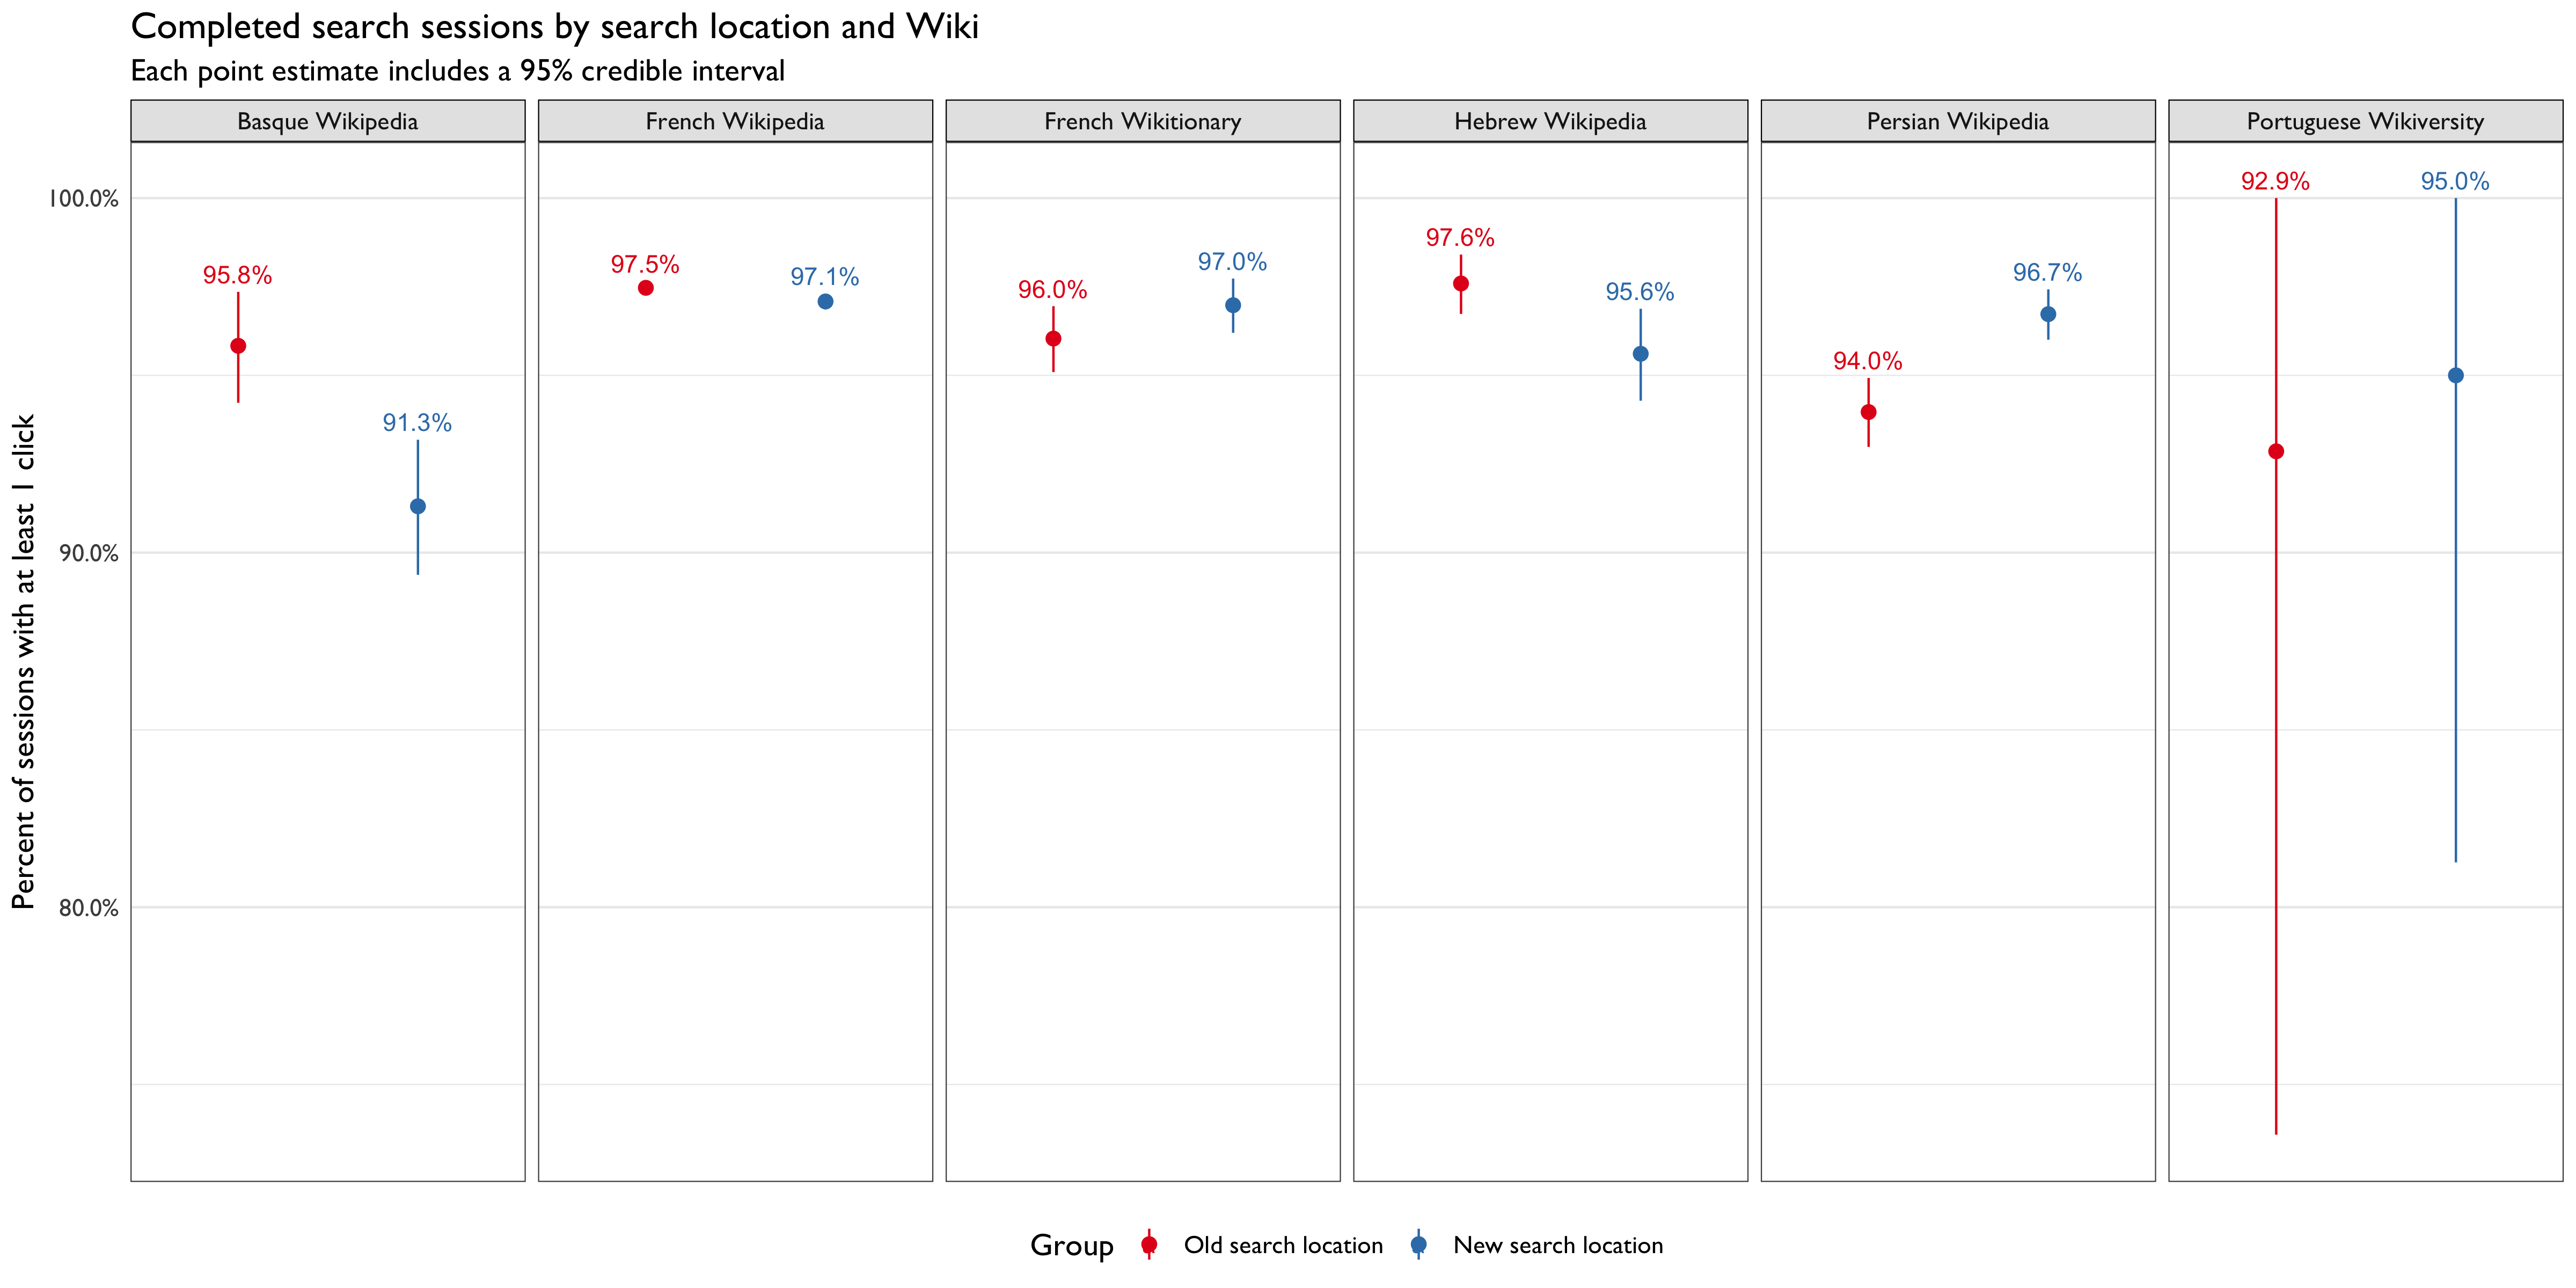 Completed search sessions by search location and Wiki
Each point estimate includes a 95% credible interval
Basque Wikipedia
French Wikipedia
French Wikitionary
Hebrew Wikipedia
Persian Wikipedia
Portuguese Wikiversity
Percent of sessions with at least 1 click
100.0%
90.0%
80.0%
95.8%
91.3%
97.5%
97.1%
96.0%
97.0%
97.6%
95.6%
94.0%
96.7%
92.9%
95.0%
Group
Old search location
New search location